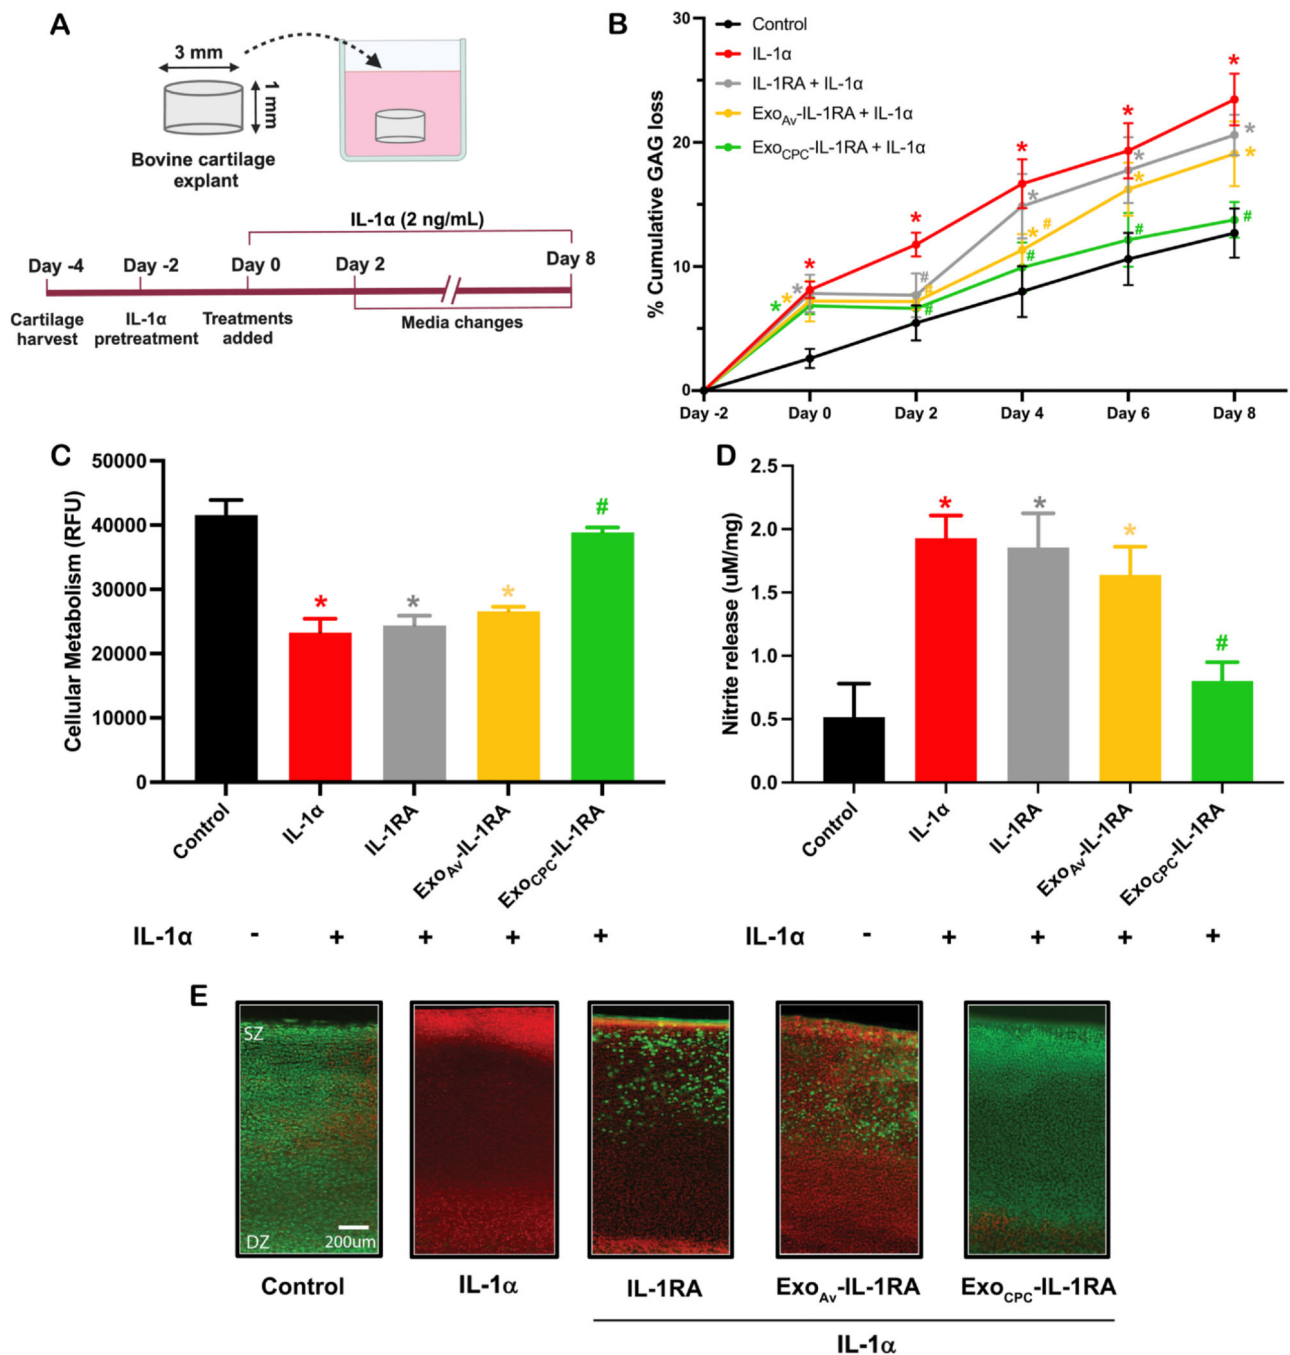 A
3 mm
1 mm
Bovine cartilage
explant
IL-1α (2 ng/mL)
Day -4
Day -2
Day 0
Day 2
Day 8
Cartilage
harvest
IL-1α
pretreatment
Treatments
added
Media changes
B
% Cumulative GAG loss
30
20
10
0
Control
IL-1α
IL-1RA + IL-1α
ExoAv-IL-1RA + IL-1α
ExoCPC-IL-1RA + IL-1α
* * * * * *
* * * *
* * * *
*
# # # # # # #
Day -2 Day 0 Day 2 Day 4 Day 6 Day 8
C
Cellular Metabolism (RFU)
50000
40000
30000
20000
10000
0
* * * #
Control
IL-1α
IL-1RA
ExoAv-IL-1RA
ExoCPC-IL-1RA
IL-1α - + + + +
D
Nitrite release (uM/mg)
2.5
2.0
1.5
1.0
0.5
0.0
* * * #
Control
IL-1α
IL-1RA
ExoAv-IL-1RA
ExoCPC-IL-1RA
IL-1α - + + + +
E
SZ
DZ
200um
Control
IL-1α
IL-1RA
ExoAv-IL-1RA
ExoCPC-IL-1RA
IL-1α